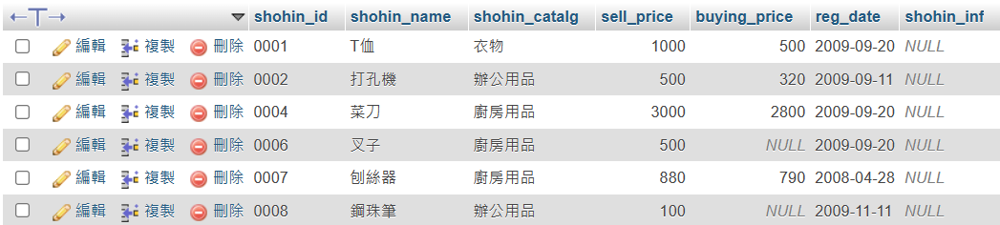 shohin_id shohin_name shohin_catalg sell_price buying_price reg_date shohin_inf
編輯 複製 刪除 0001 T恤 衣物 1000 500 2009-09-20 NULL
編輯 複製 刪除 0002 打孔機 辦公用品 500 320 2009-09-11 NULL
編輯 複製 刪除 0004 菜刀 廚房用品 3000 2800 2009-09-20 NULL
編輯 複製 刪除 0006 叉子 廚房用品 500 NULL 2009-09-20 NULL
編輯 複製 刪除 0007 刨絲器 廚房用品 880 790 2008-04-28 NULL
編輯 複製 刪除 0008 鋼珠筆 辦公用品 100 NULL 2009-11-11 NULL